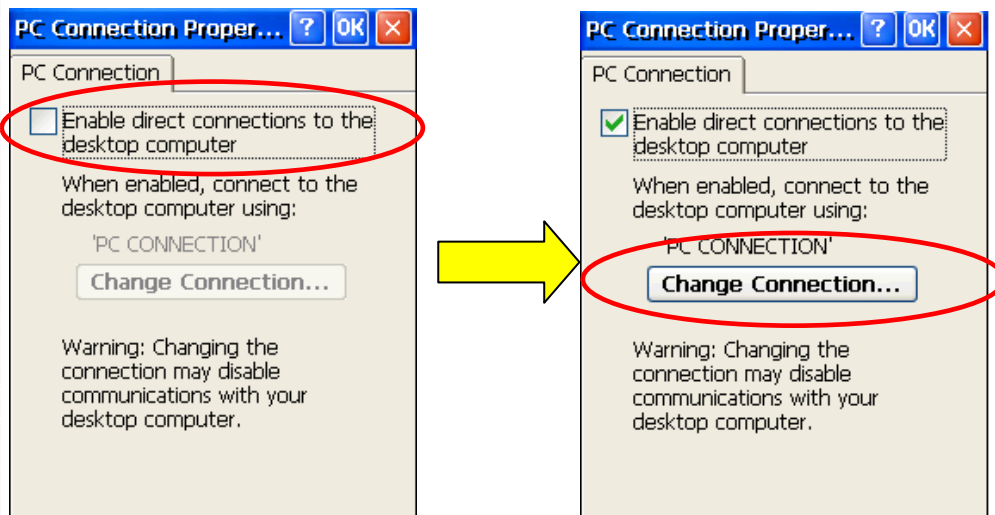 PC Connection Proper... ? OK
PC Connection
Enable direct connections to the
desktop computer
When enabled, connect to the
desktop computer using:
'PC CONNECTION'
Change Connection...
Warning: Changing the
connection may disable
communications with your
desktop computer.
PC Connection Proper... ? OK
PC Connection
Enable direct connections to the
desktop computer
When enabled, connect to the
desktop computer using:
'PC CONNECTION'
Change Connection...
Warning: Changing the
connection may disable
communications with your
desktop computer.